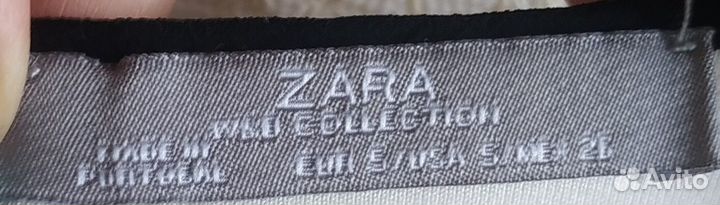 ZARA
W&B COLLECTION
MADE IN
PORTUGAL
EUR S/USA S/MEX 26
Avito